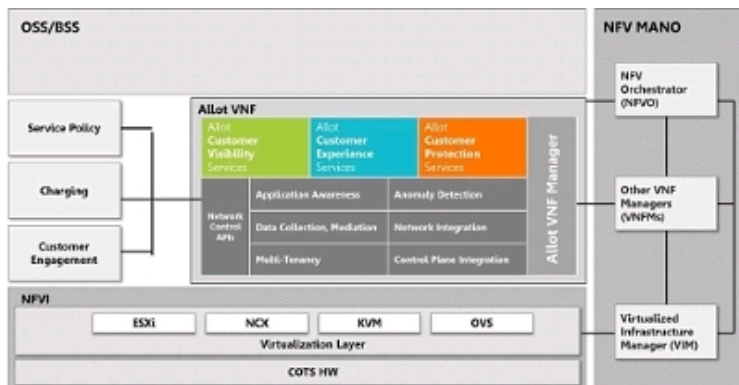 OSS/BSS
NFV MANO
NFV
Orchestrator
(NFVO)
Other VNF
Managers
(VNFMs)
Virtualized
Infrastructure
Manager (VIM)
Service Policy
Charging
Customer
Engagement
Allot VNF
Allot
Customer
Visibility
Services
Allot
Customer
Experience
Services
Allot
Customer
Protection
Services
Network
Control
APIs
Application Awareness
Anomaly Detection
Data Collection, Mediation
Network Integration
Multi-Tenancy
Control Plane Integration
Allot VNF Manager
NFVI
ESXi
NCX
KVM
OVS
Virtualization Layer
COTS HW